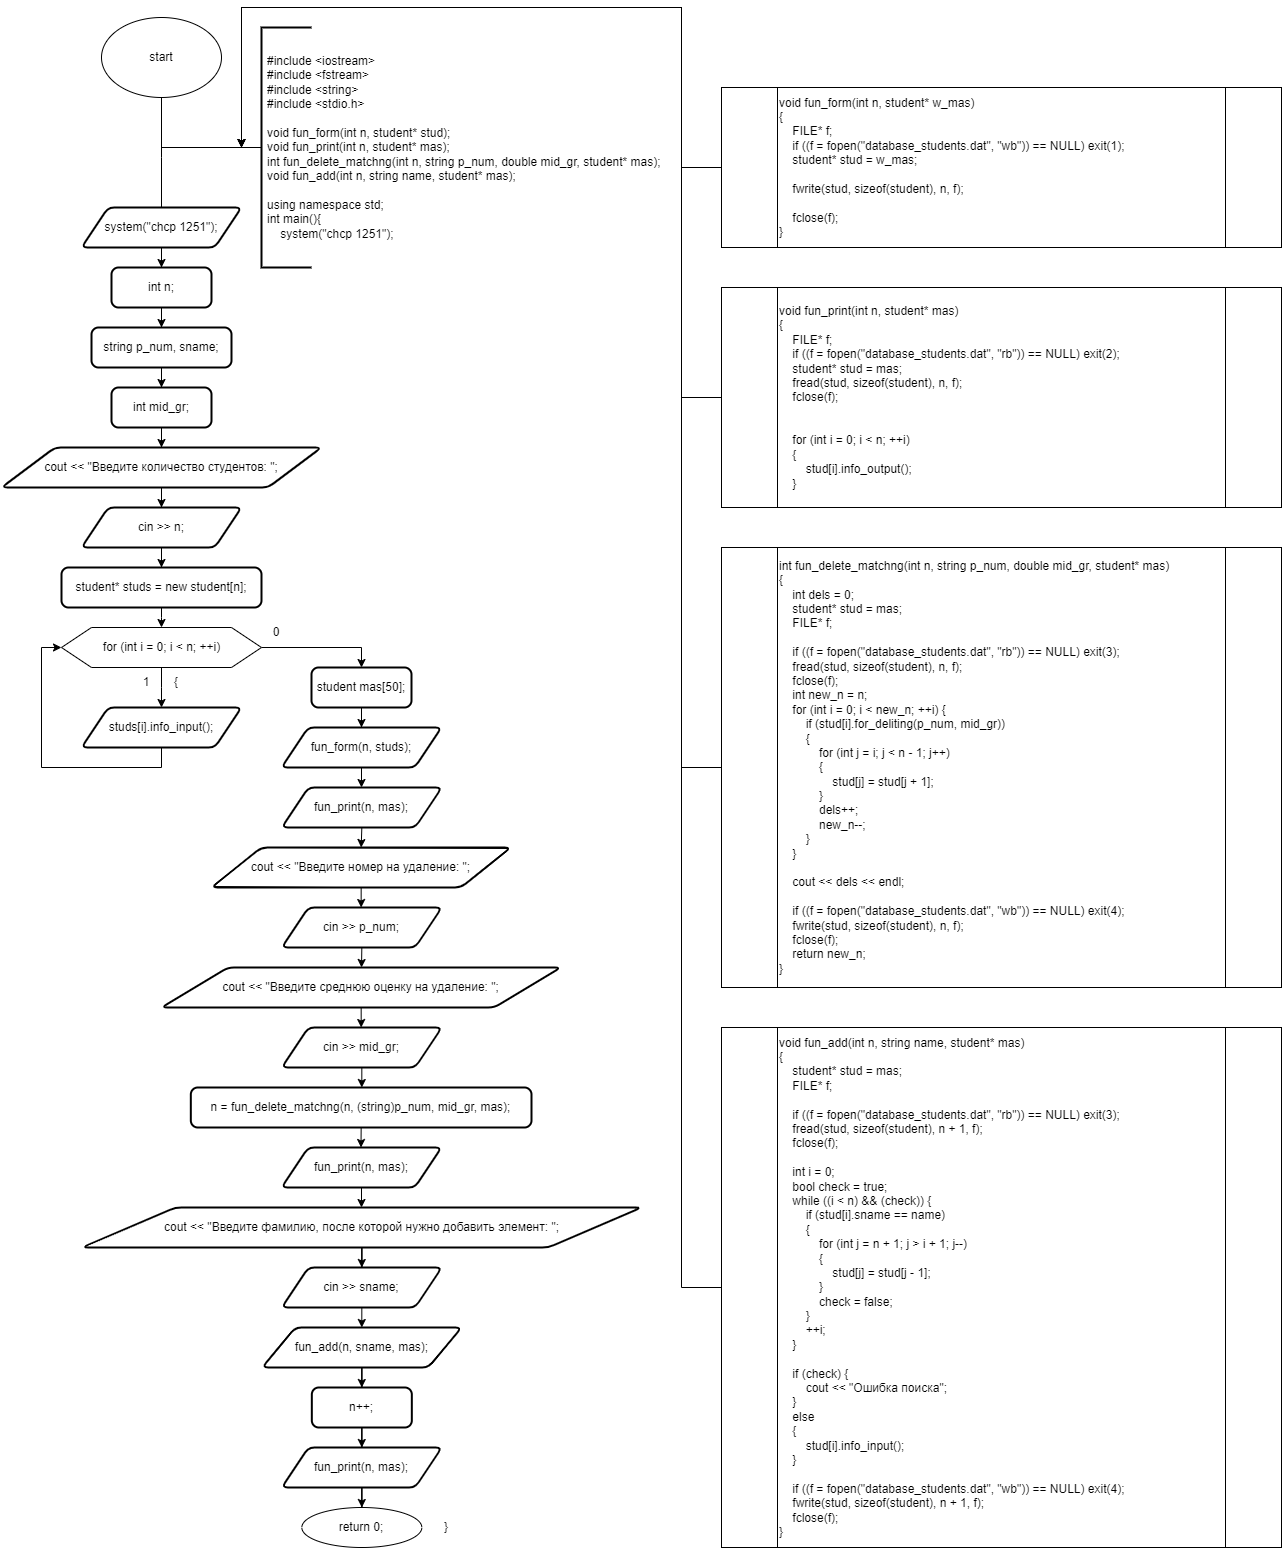 start
#include <iostream>
#include <fstream>
#include <string>
#include <stdio.h>
void fun_form(int n, student* stud);
void fun_print(int n, student* mas);
int fun_delete_matchng(int n, string p_num, double mid_gr, student* mas);
void fun_add(int n, string name, student* mas);
using namespace std;
int main(){
system("chcp 1251");
system("chcp 1251");
int n;
string p_num, sname;
int mid_gr;
cout << "Введите количество студентов: ";
cin >> n;
student* studs = new student[n];
for (int i = 0; i < n; ++i)
0
1 {
studs[i].info_input();
student mas[50];
fun_form(n, studs);
fun_print(n, mas);
cout << "Введите номер на удаление: ";
cin >> p_num;
cout << "Введите среднюю оценку на удаление: ";
cin >> mid_gr;
n = fun_delete_matchng(n, (string)p_num, mid_gr, mas);
fun_print(n, mas);
cout << "Введите фамилию, после которой нужно добавить элемент: ";
cin >> sname;
fun_add(n, sname, mas);
n++;
fun_print(n, mas);
return 0;
}
void fun_form(int n, student* w_mas)
{
FILE* f;
if ((f = fopen("database_students.dat", "wb")) == NULL) exit(1);
student* stud = w_mas;
fwrite(stud, sizeof(student), n, f);
fclose(f);
}
void fun_print(int n, student* mas)
{
FILE* f;
if ((f = fopen("database_students.dat", "rb")) == NULL) exit(2);
student* stud = mas;
fread(stud, sizeof(student), n, f);
fclose(f);
for (int i = 0; i < n; ++i)
{
stud[i].info_output();
}
int fun_delete_matchng(int n, string p_num, double mid_gr, student* mas)
{
int dels = 0;
student* stud = mas;
FILE* f;
if ((f = fopen("database_students.dat", "rb")) == NULL) exit(3);
fread(stud, sizeof(student), n, f);
fclose(f);
int new_n = n;
for (int i = 0; i < new_n; ++i) {
if (stud[i].for_deliting(p_num, mid_gr))
{
for (int j = i; j < n - 1; j++)
{
stud[j] = stud[j + 1];
}
dels++;
new_n--;
}
}
cout << dels << endl;
if ((f = fopen("database_students.dat", "wb")) == NULL) exit(4);
fwrite(stud, sizeof(student), n, f);
fclose(f);
return new_n;
}
void fun_add(int n, string name, student* mas)
{
student* stud = mas;
FILE* f;
if ((f = fopen("database_students.dat", "rb")) == NULL) exit(3);
fread(stud, sizeof(student), n + 1, f);
fclose(f);
int i = 0;
bool check = true;
while ((i < n) && (check)) {
if (stud[i].sname == name)
{
for (int j = n + 1; j > i + 1; j--)
{
stud[j] = stud[j - 1];
}
check = false;
}
++i;
}
if (check) {
cout << "Ошибка поиска";
}
else
{
stud[i].info_input();
}
if ((f = fopen("database_students.dat", "wb")) == NULL) exit(4);
fwrite(stud, sizeof(student), n + 1, f);
fclose(f);
}